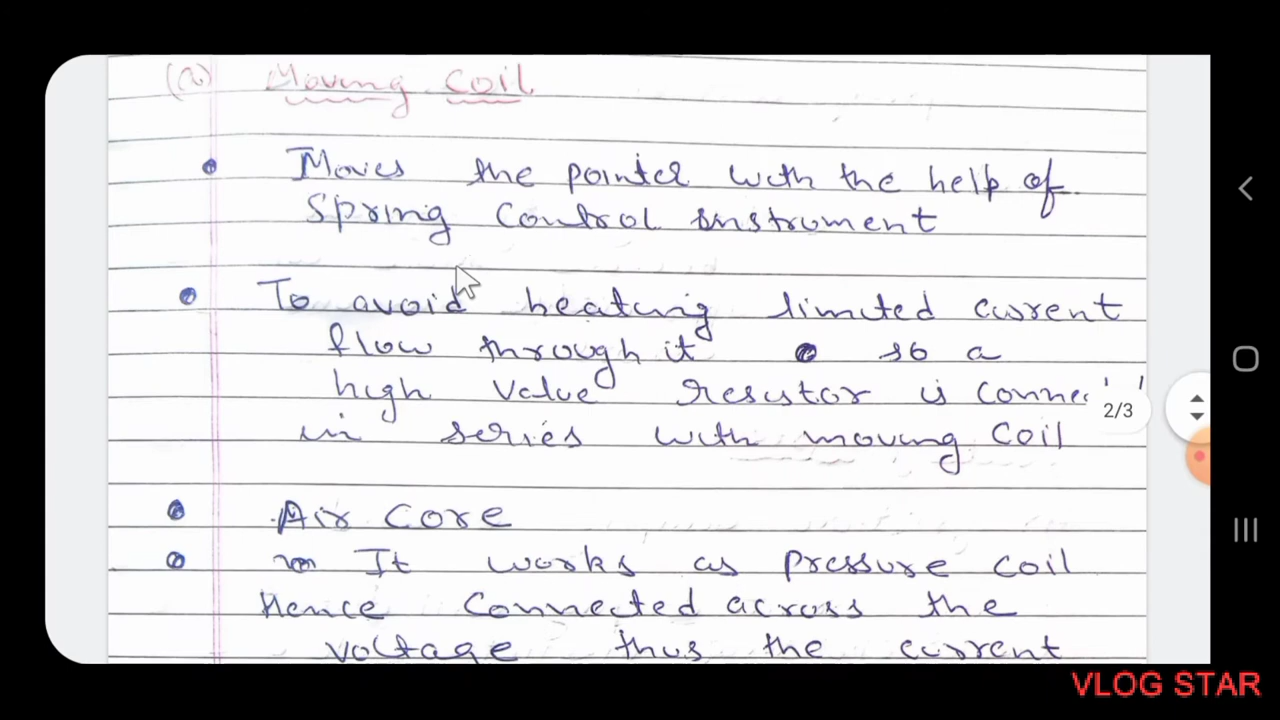 (a) Moving Coil
Moves the pointer with the help of
Spring Control instrument
To avoid heating limited current
flow through it so a
high value resistor is connec
2/3
in series with moving coil
Air Core
It works as pressure coil
Hence Connected across the
voltage thus the current
VLOG STAR